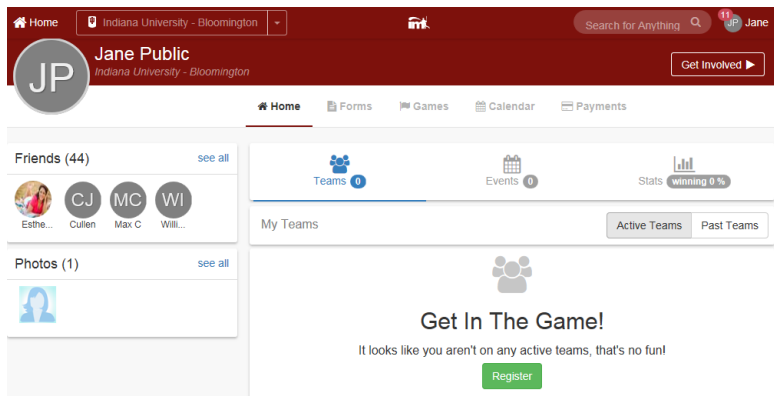 Home
Indiana University - Bloomington
Search for Anything
11
JP
Jane
JP
Jane Public
Indiana University - Bloomington
Get Involved
Home
Forms
Games
Calendar
Payments
Friends (44)
see all
CJ
MC
WI
Esthe...
Cullen
Max C
Willi...
Photos (1)
see all
Teams 0
Events 0
Stats winning 0 %
My Teams
Active Teams
Past Teams
Get In The Game!
It looks like you aren't on any active teams, that's no fun!
Register